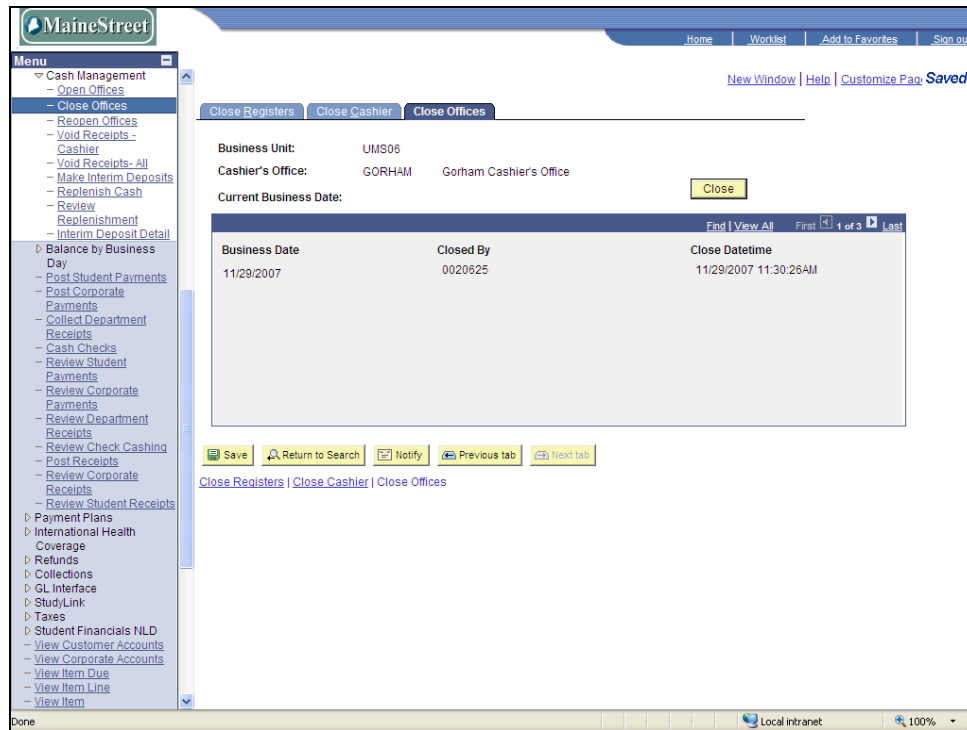 MaineStreet
Home
Worklist
Add to Favorites
Sign ou
Menu
Cash Management
Open Offices
Close Offices
Reopen Offices
Void Receipts -
Cashier
Void Receipts- All
Make Interim Deposits
Replenish Cash
Review
Replenishment
Interim Deposit Detail
Balance by Business
Day
Post Student Payments
Post Corporate
Payments
Collect Department
Receipts
Cash Checks
Review Student
Payments
Review Corporate
Payments
Review Department
Receipts
Review Check Cashing
Post Receipts
Review Corporate
Receipts
Review Student Receipts
Payment Plans
International Health
Coverage
Refunds
Collections
GL Interface
StudyLink
Taxes
Student Financials NLD
View Customer Accounts
View Corporate Accounts
View Item Due
View Item Line
View Item
New Window | Help | Customize Pag Saved
Close Registers
Close Cashier
Close Offices
Business Unit: UMS06
Cashier's Office: GORHAM Gorham Cashier's Office
Current Business Date:
Close
Find | View All First 1 of 3 Last
Business Date Closed By Close Datetime
11/29/2007 0020625 11/29/2007 11:30:26AM
Save
Return to Search
Notify
Previous tab
Next tab
Close Registers | Close Cashier | Close Offices
Done
Local intranet
100%